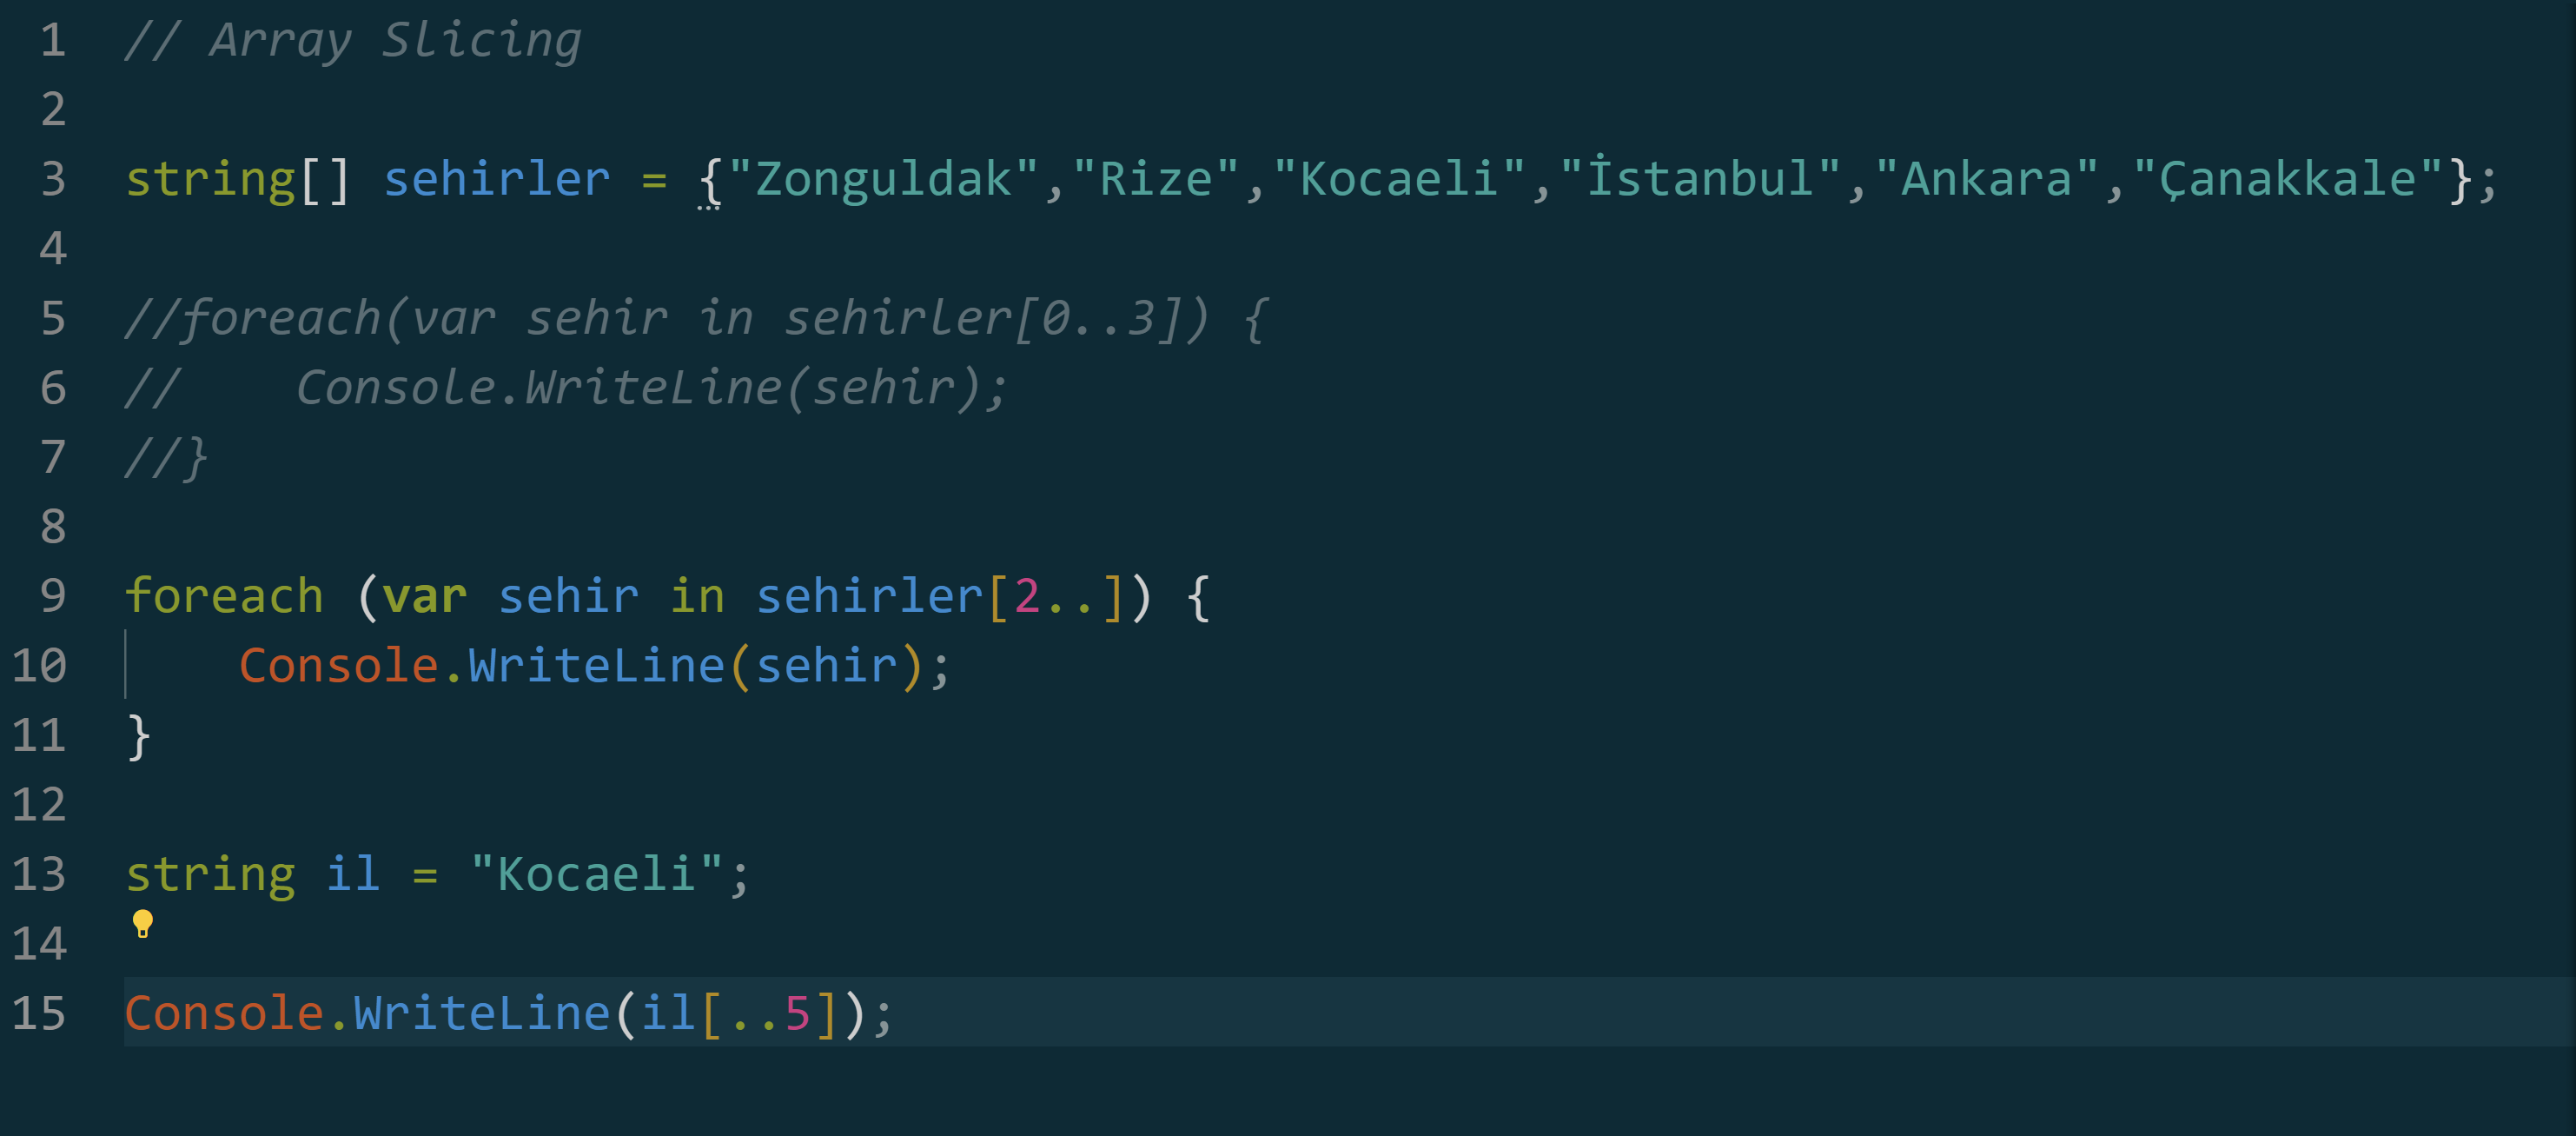 1 // Array Slicing
2
3 string[] sehirler = {"Zonguldak","Rize","Kocaeli","İstanbul","Ankara","Çanakkale"};
4
5 //foreach(var sehir in sehirler[0..3]) {
6 //    Console.WriteLine(sehir);
7 //}
8
9 foreach (var sehir in sehirler[2..]) {
10     Console.WriteLine(sehir);
11 }
12
13 string il = "Kocaeli";
14
15 Console.WriteLine(il[..5]);